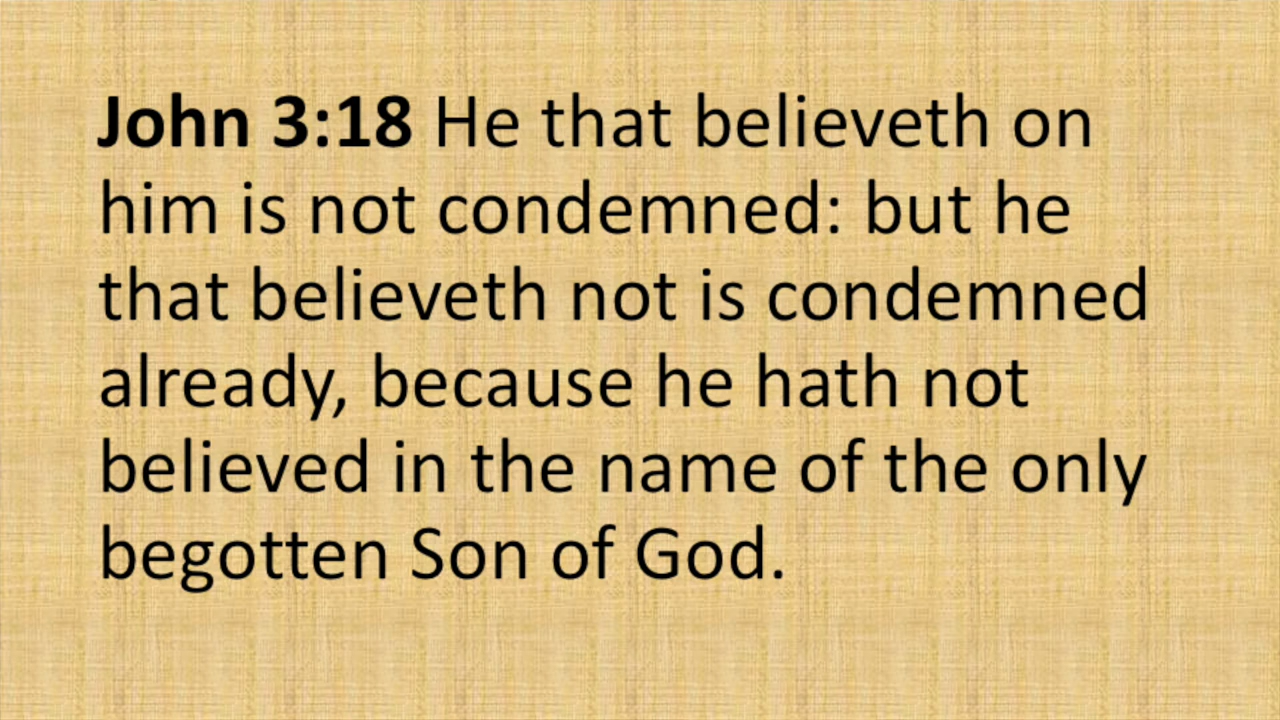 John 3:18 He that believeth on
him is not condemned: but he
that believeth not is condemned
already, because he hath not
believed in the name of the only
begotten Son of God.